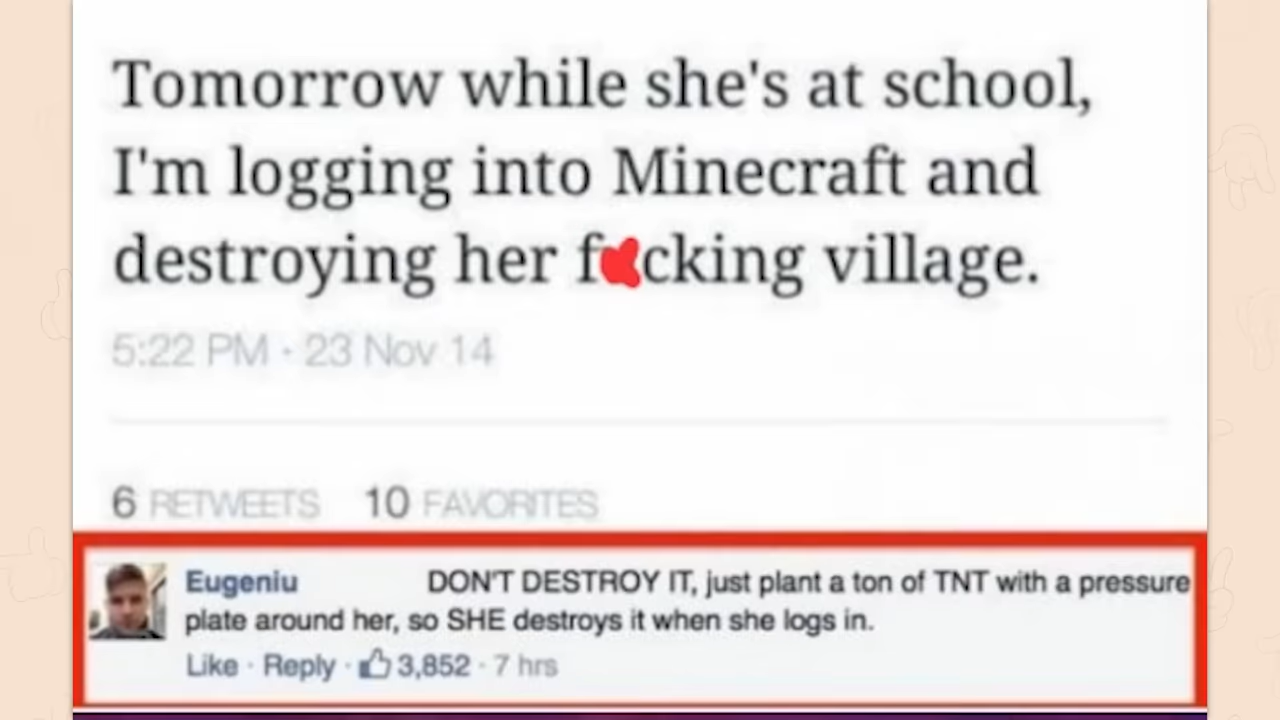 Tomorrow while she's at school,
I'm logging into Minecraft and
destroying her f cking village.
5:22 PM · 23 Nov 14
6 RETWEETS 10 FAVORITES
Eugeniu DON'T DESTROY IT, just plant a ton of TNT with a pressure
plate around her, so SHE destroys it when she logs in.
Like · Reply · 3,852 · 7 hrs